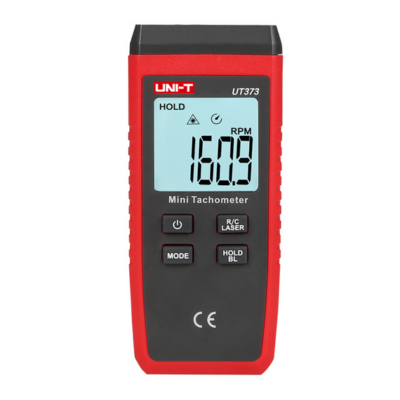 UNI-T
UT373
HOLD
RPM
160.9
Mini Tachometer
R/C
LASER
MODE
HOLD
BL
CE